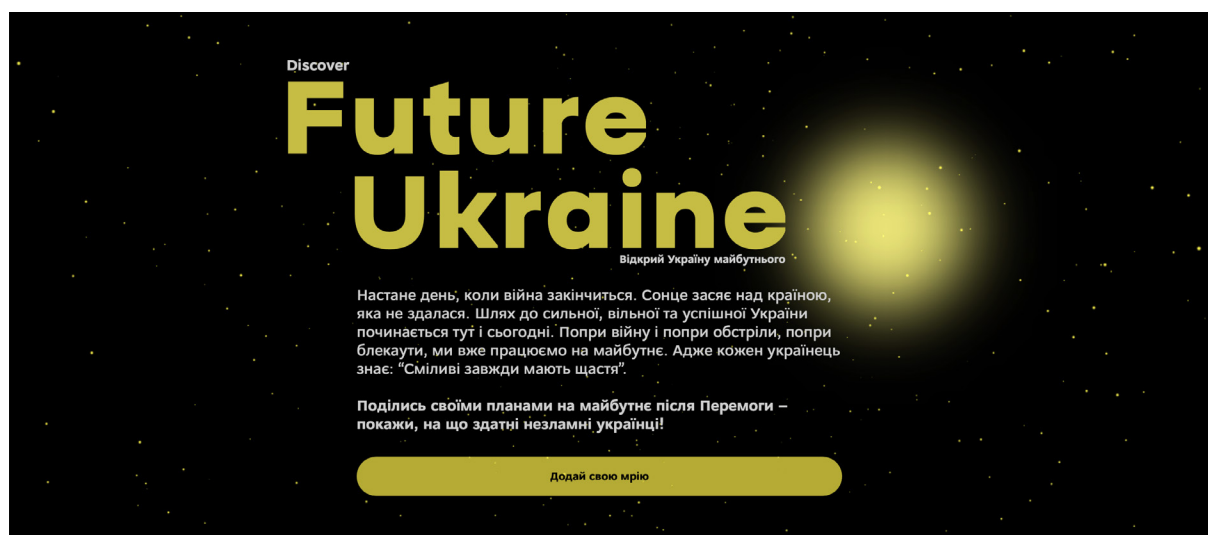 Discover
Future
Ukraine
Відкрий Україну майбутнього
Настане день, коли війна закінчиться. Сонце засяє над країною,
яка не здалася. Шлях до сильної, вільної та успішної України
починається тут і сьогодні. Попри війну і попри обстріли, попри
блекаути, ми вже працюємо на майбутнє. Адже кожен українець
знає: “Сміливі завжди мають щастя”.
Поділись своїми планами на майбутнє після Перемоги –
покажи, на що здатні незламні українці!
Додай свою мрію